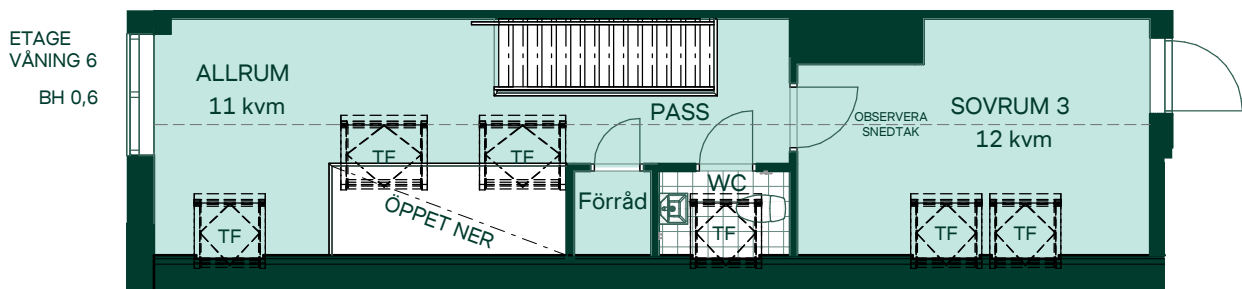 ETAGE
VÅNING 6
BH 0,6
ALLRUM
11 kvm
PASS
OBSERVERA
SNEDTAK
SOVRUM 3
12 kvm
TF
TF
WC
Förråd
ÖPPET NER
TF
TF
TF
TF